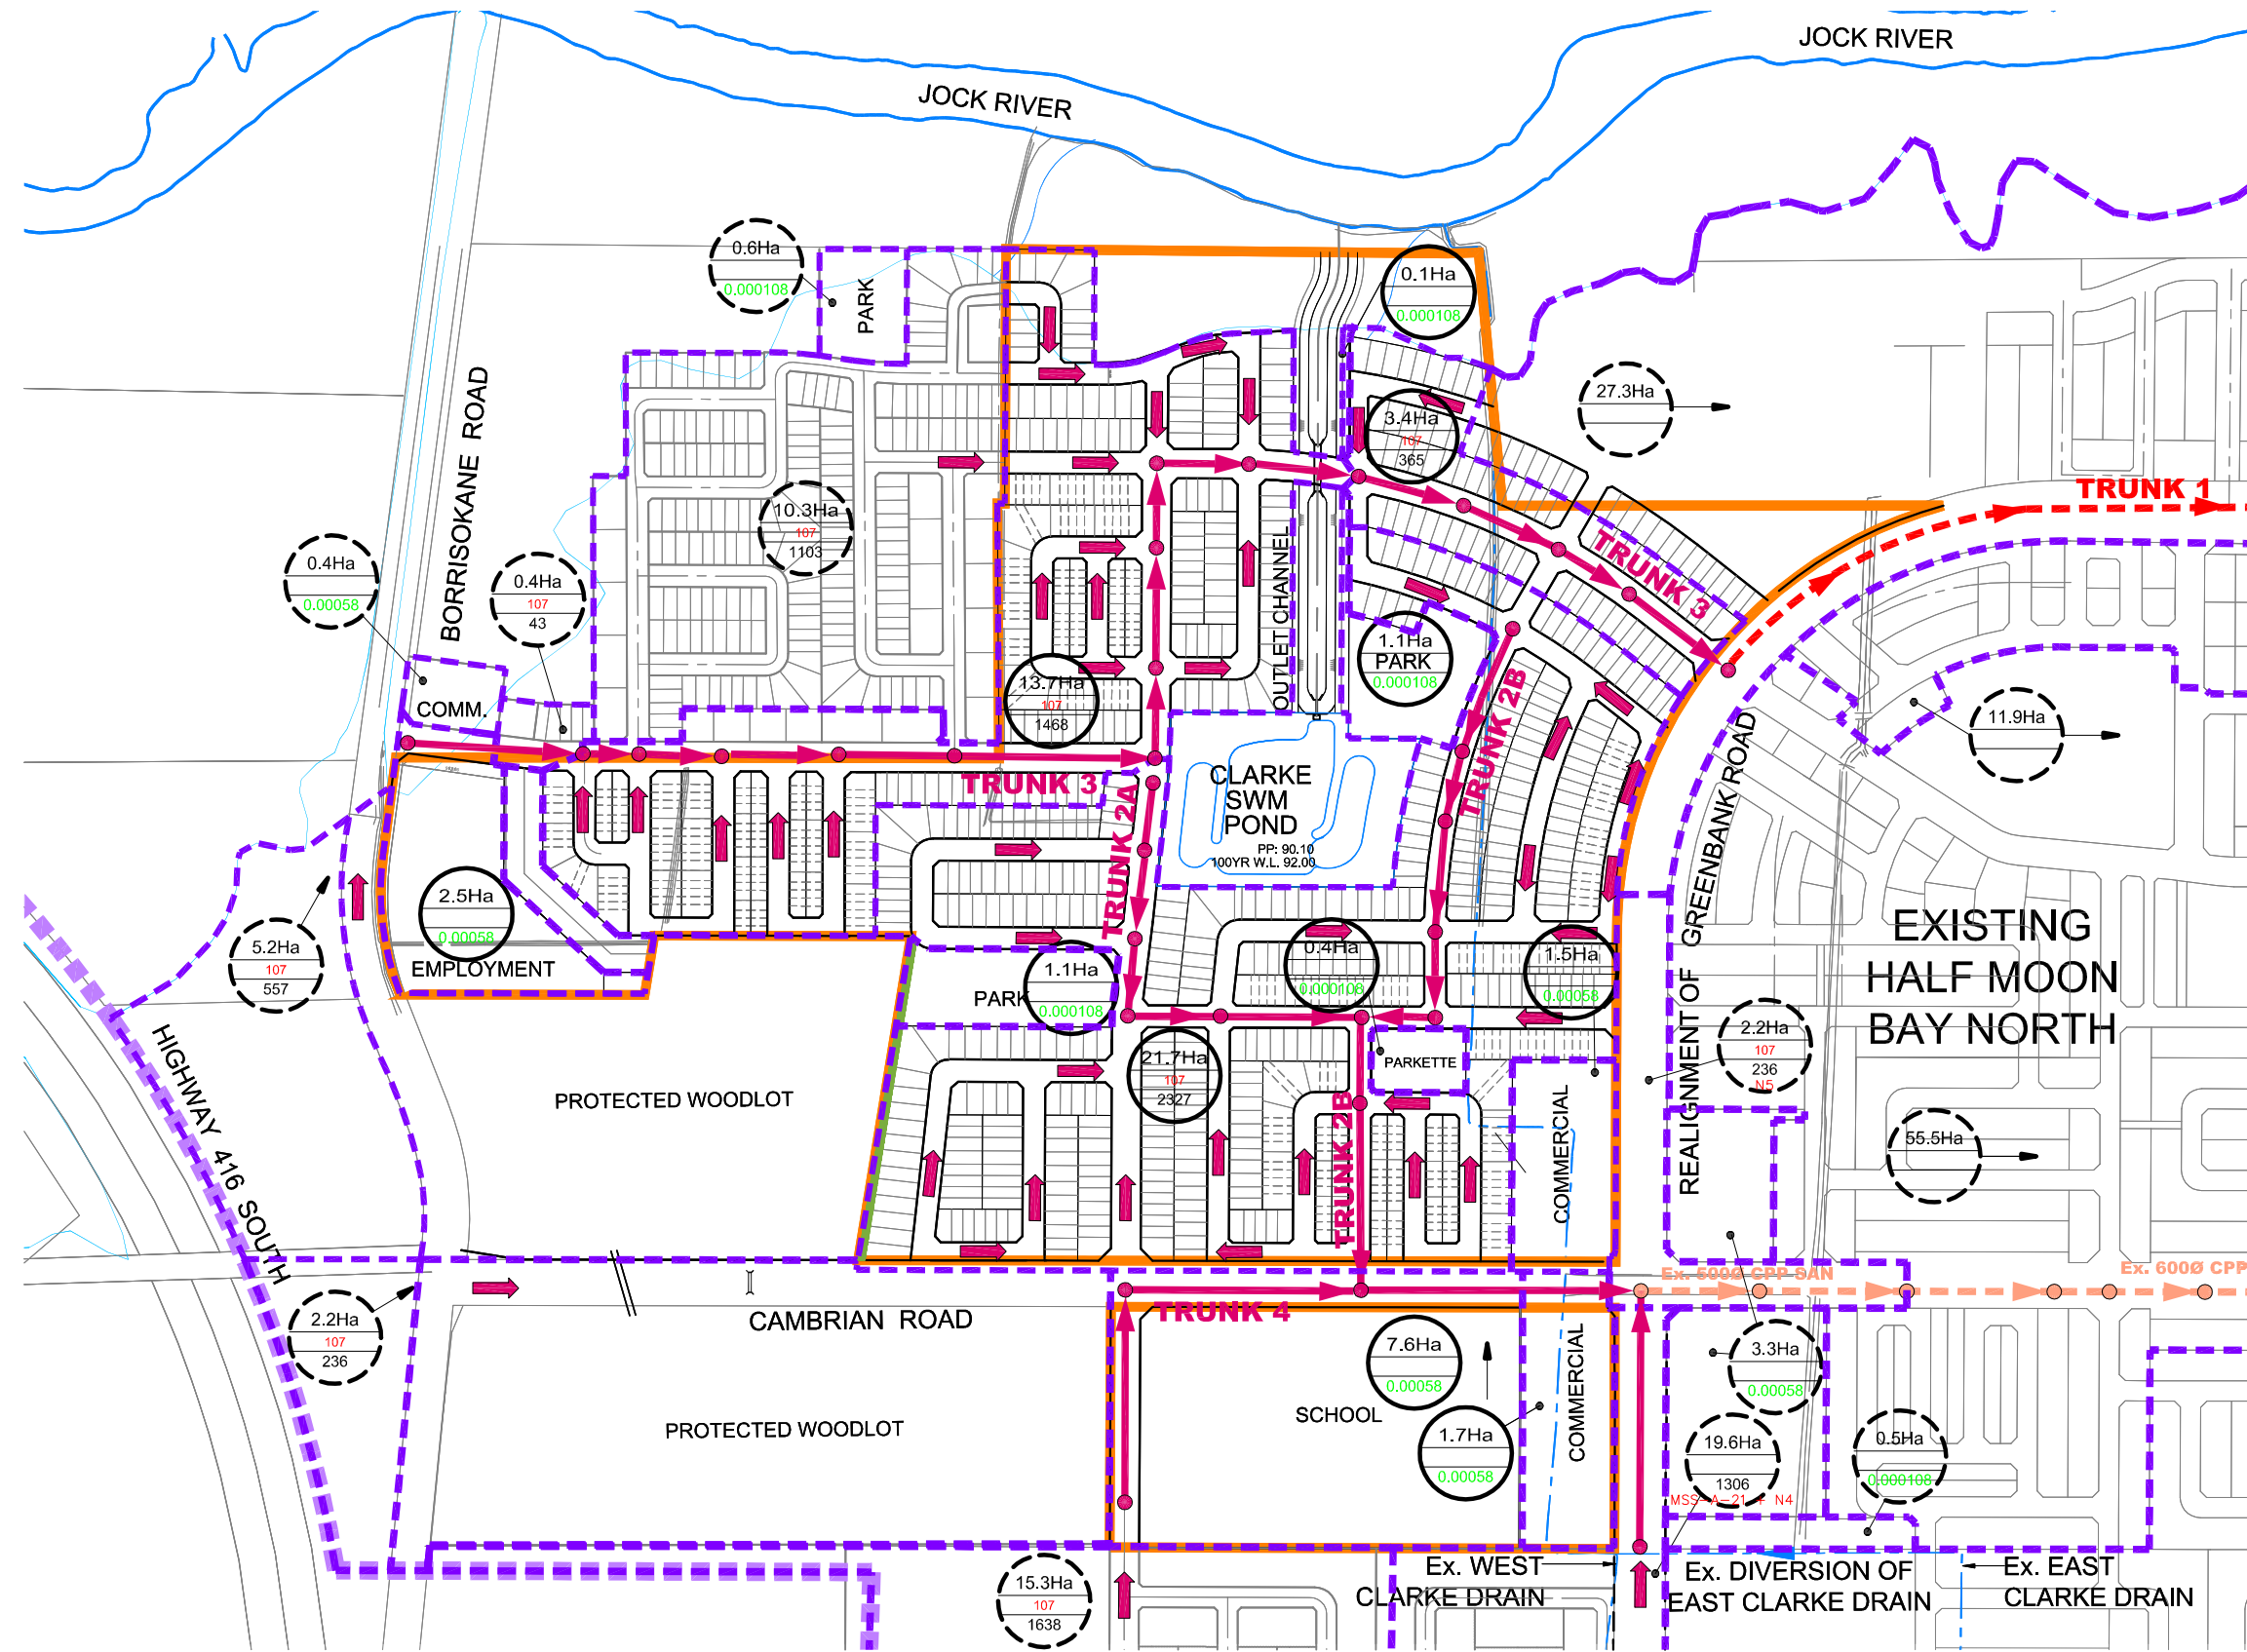 JOCK RIVER
JOCK RIVER
0.6Ha
0.000108
PARK
0.1Ha
0.000108
BORRISOKANE ROAD
27.3Ha
3.4Ha
107
365
TRUNK 1
10.3Ha
107
1103
0.4Ha
0.00058
0.4Ha
107
43
OUTLET CHANNEL
TRUNK 3
1.1Ha
PARK
0.000108
13.7Ha
107
1468
COMM.
TRUNK 2B
11.9Ha
TRUNK 3
TRUNK 2A
CLARKE
SWM
POND
PP: 90.10
100YR W.L. 92.00
REALIGNMENT OF GREENBANK ROAD
2.5Ha
0.00058
EMPLOYMENT
5.2Ha
107
557
EXISTING
HALF MOON
BAY NORTH
0.4Ha
0.000108
1.5Ha
0.00058
1.1Ha
0.000108
PARK
2.2Ha
107
236
N5
HIGHWAY 416 SOUTH
PROTECTED WOODLOT
21.7Ha
107
2327
PARKETTE
TRUNK 2B
COMMERCIAL
55.5Ha
Ex. 500Ø CPP SAN
Ex. 600Ø CPP
2.2Ha
107
236
CAMBRIAN ROAD
TRUNK 4
7.6Ha
0.00058
COMMERCIAL
3.3Ha
0.00058
SCHOOL
PROTECTED WOODLOT
1.7Ha
0.00058
19.6Ha
1306
MSS-A-21 + N4
0.5Ha
0.000108
15.3Ha
107
1638
Ex. WEST
CLARKE DRAIN
Ex. DIVERSION OF
EAST CLARKE DRAIN
Ex. EAST
CLARKE DRAIN